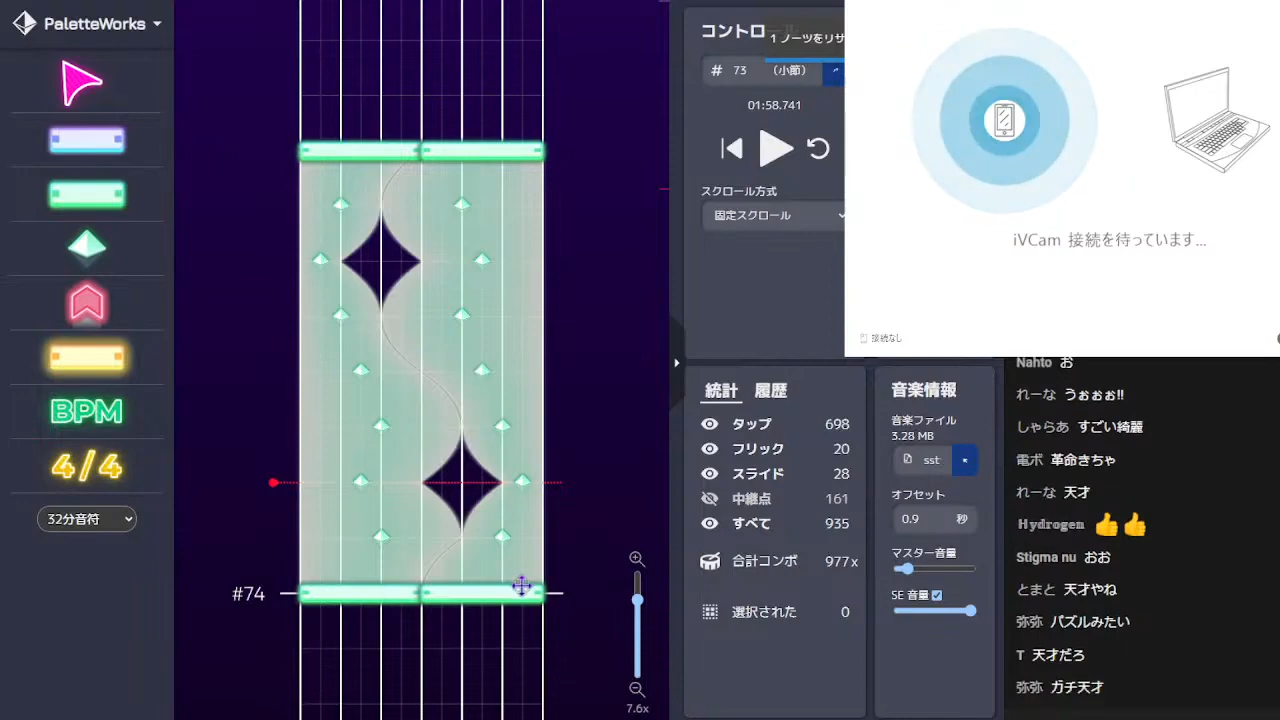 PaletteWorks
BPM
4/4
32分音符
#74
7.6x
コントロ
1 ノーツをリサ
# 73 (小節)
01:58.741
スクロール方式
固定スクロール
統計 履歴
タップ 698
フリック 20
スライド 28
中継点 161
すべて 935
合計コンボ 977x
選択された 0
音楽情報
音楽ファイル
3.28 MB
sst
オフセット
0.9 秒
マスター音量
SE 音量
iVCam 接続を待っています...
接続なし
Nahto お
れーな うぉぉぉ!!
しゃらあ すごい綺麗
電ボ 革命きちゃ
れーな 天才
Hydrogen 👍👍
Stigma nu おお
とまと 天才やね
弥弥 パズルみたい
T 天才だろ
弥弥 ガチ天才